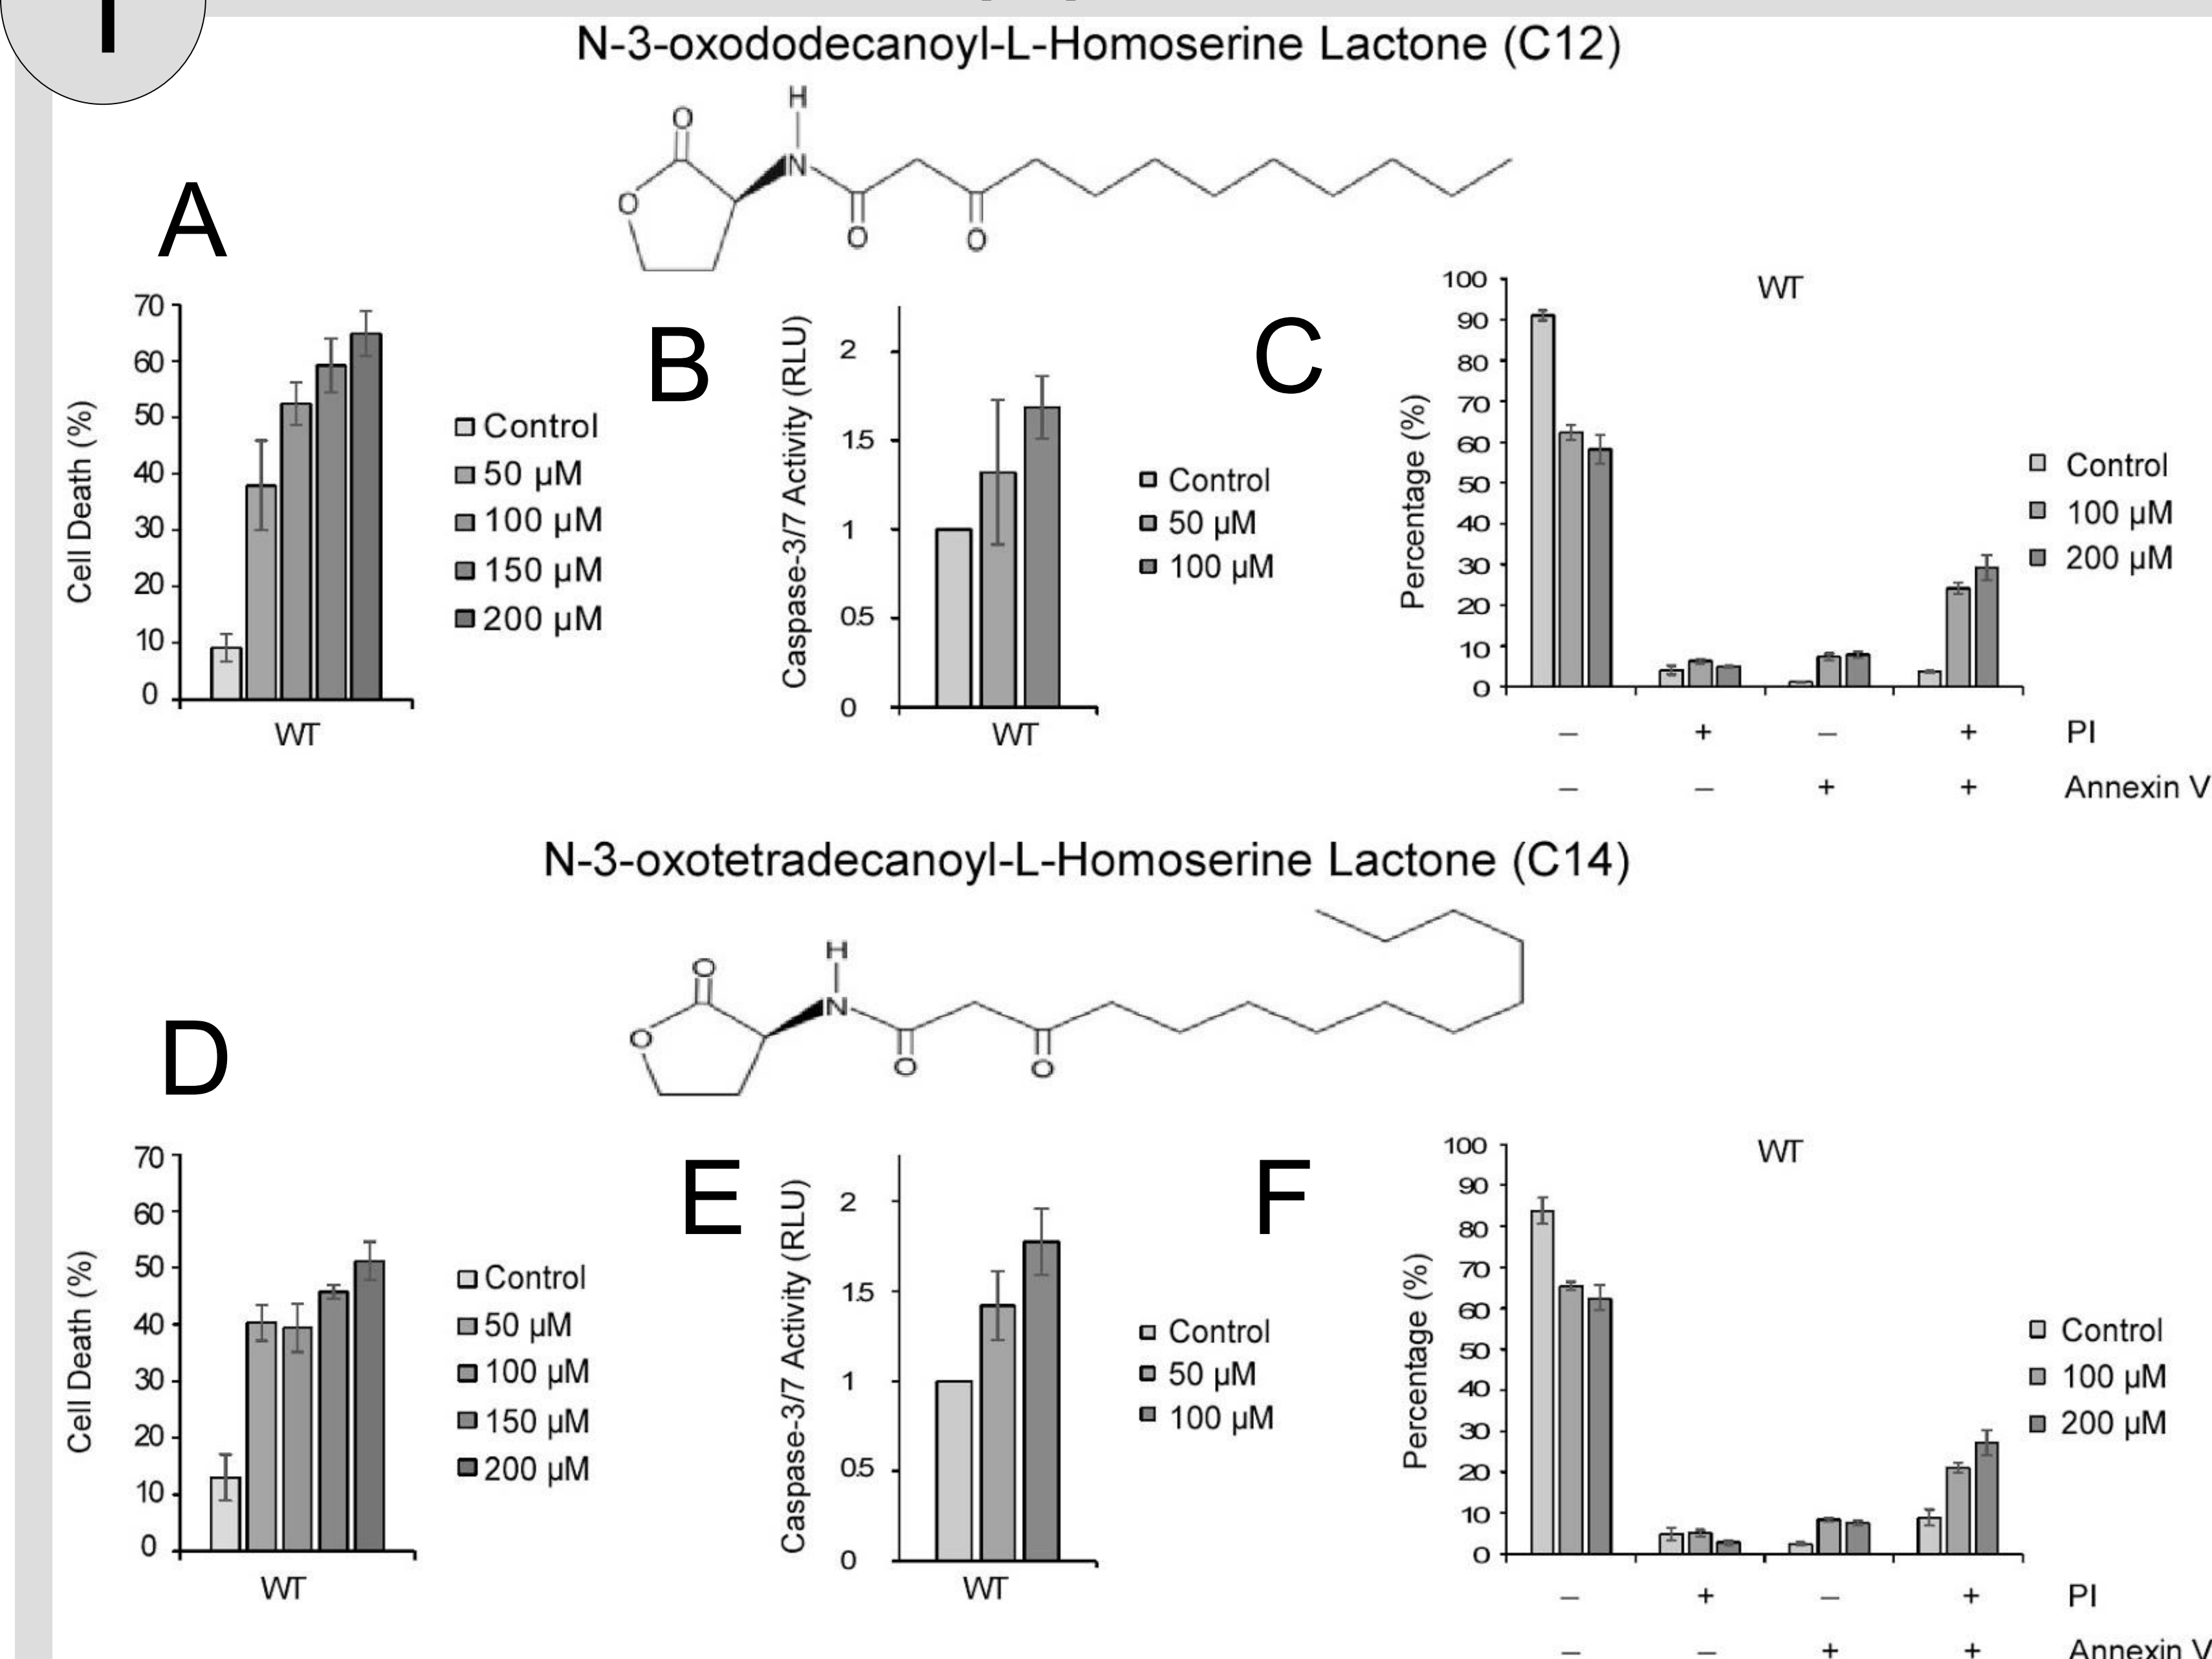 1
N-3-oxododecanoyl-L-Homoserine Lactone (C12)
H
O
N
O
O
O
A
70
60
50
40
30
20
10
0
Cell Death (%)
WT
Control
50 µM
100 µM
150 µM
200 µM
B
2
1.5
1
0.5
0
Caspase-3/7 Activity (RLU)
WT
Control
50 µM
100 µM
C
WT
100
90
80
70
60
50
40
30
20
10
0
Percentage (%)
Control
100 µM
200 µM
– + – + PI
– – + + Annexin V
N-3-oxotetradecanoyl-L-Homoserine Lactone (C14)
H
O
N
O
O
O
D
70
60
50
40
30
20
10
0
Cell Death (%)
WT
Control
50 µM
100 µM
150 µM
200 µM
E
2
1.5
1
0.5
0
Caspase-3/7 Activity (RLU)
WT
Control
50 µM
100 µM
F
WT
100
90
80
70
60
50
40
30
20
10
0
Percentage (%)
Control
100 µM
200 µM
– + – + PI
– – + + Annexin V